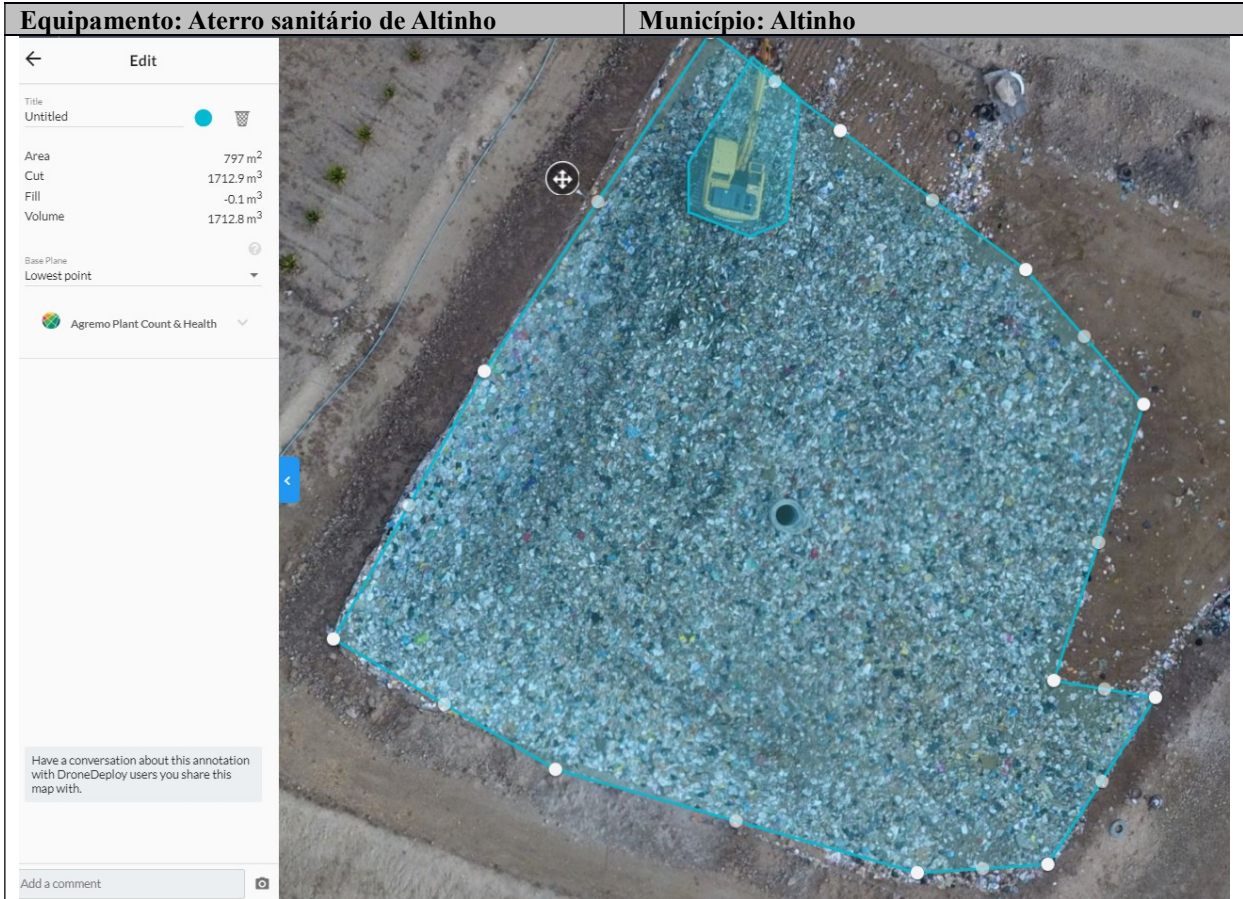 Equipamento: Aterro sanitário de Altinho Município: Altinho
Edit
Title
Untitled
Area 797 m²
Cut 1712.9 m³
Fill -0.1 m³
Volume 1712.8 m³
Base Plane
Lowest point
Agremo Plant Count & Health
Have a conversation about this annotation
with DroneDeploy users you share this
map with.
Add a comment